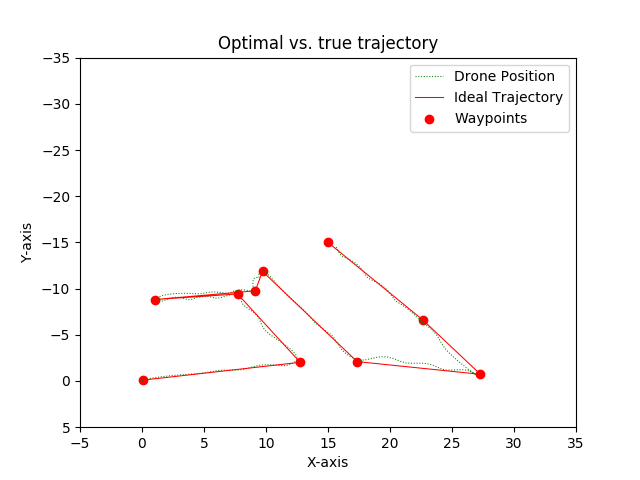 Optimal vs. true trajectory
Drone Position
Ideal Trajectory
Waypoints
Y-axis
−35
−30
−25
−20
−15
−10
−5
0
5
−5 0 5 10 15 20 25 30 35
X-axis